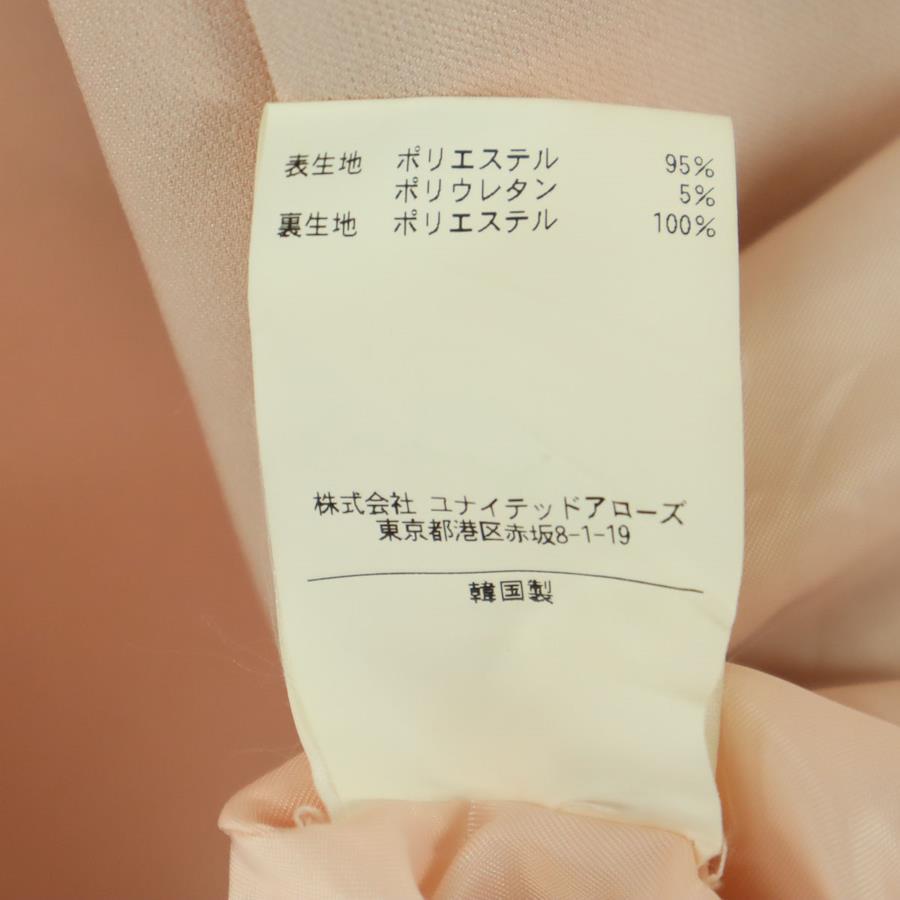 表生地 ポリエステル 95%
ポリウレタン 5%
裏生地 ポリエステル 100%
株式会社 ユナイテッドアローズ
東京都港区赤坂8-1-19
韓国製